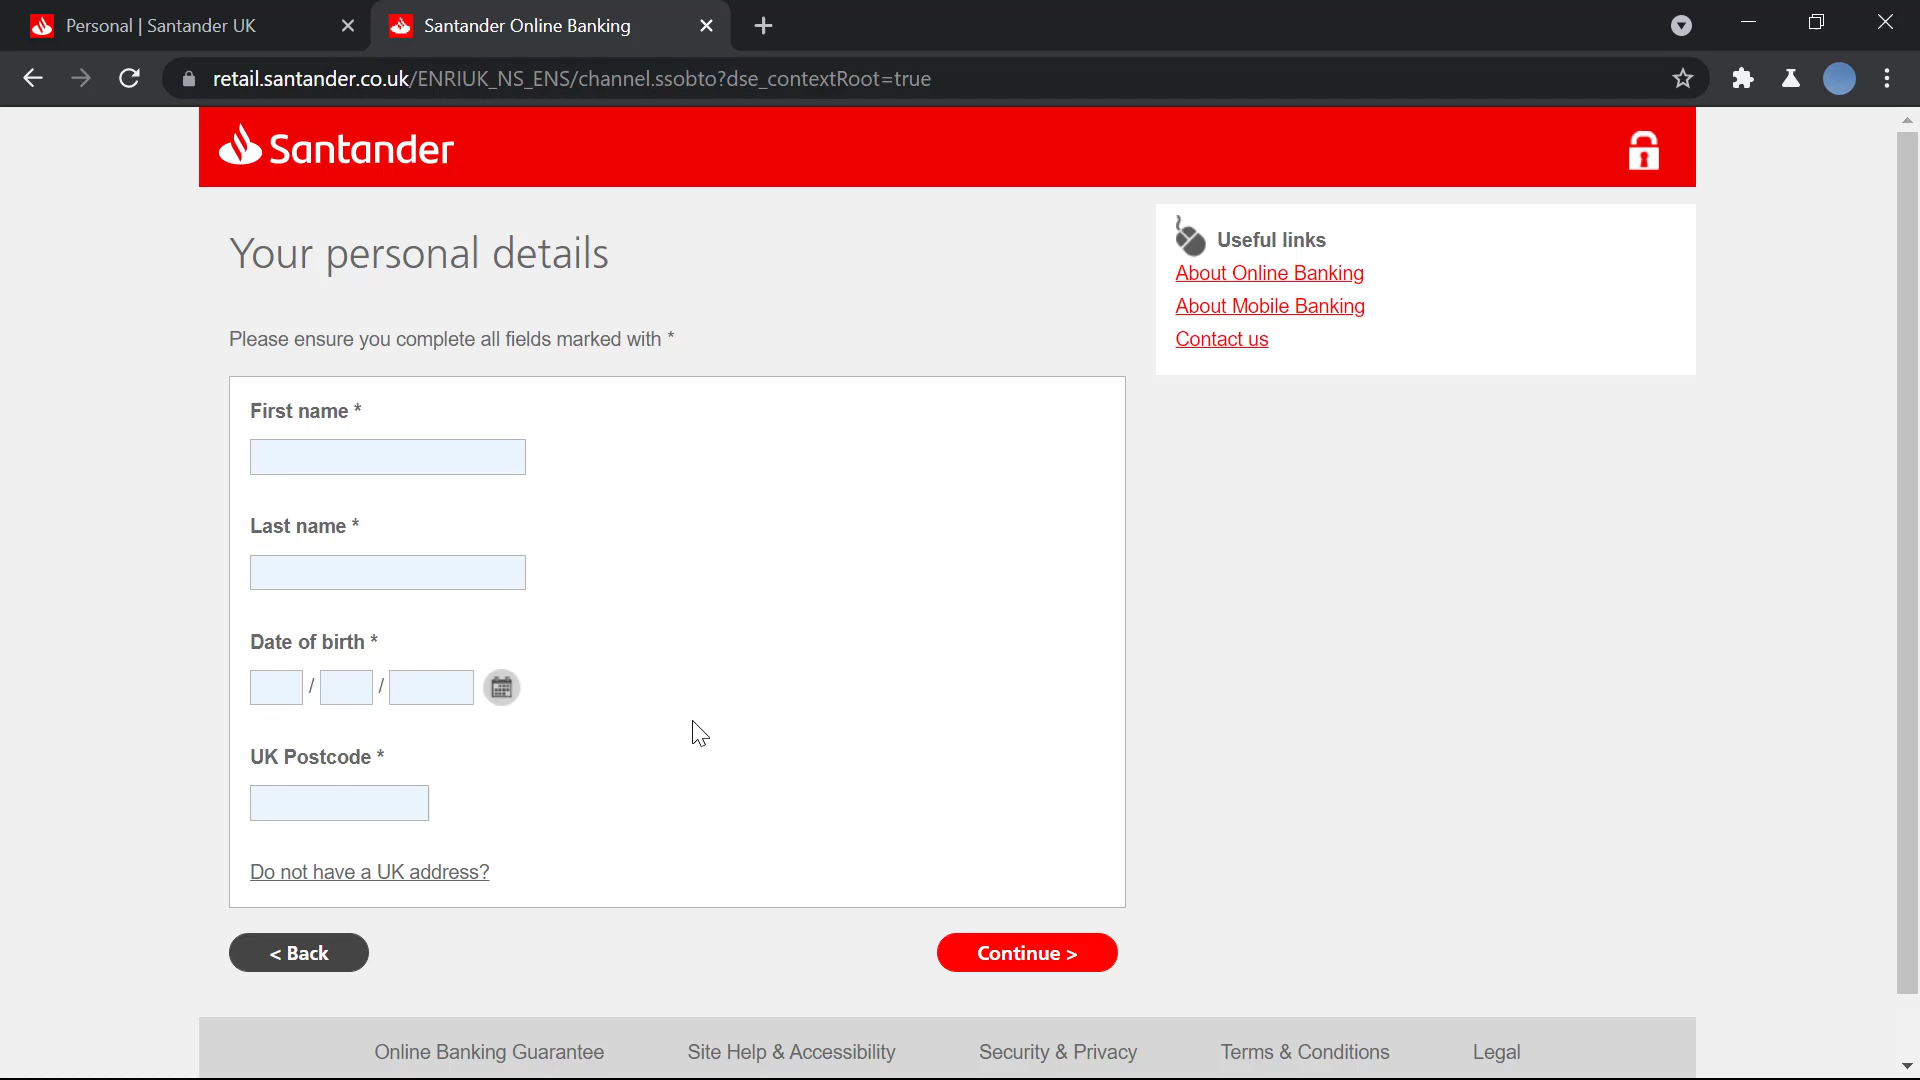 Personal | Santander UK
Santander Online Banking
retail.santander.co.uk/ENRIUK_NS_ENS/channel.ssobto?dse_contextRoot=true
Santander
Your personal details
Please ensure you complete all fields marked with *
First name *
Last name *
Date of birth *
/ /
UK Postcode *
Do not have a UK address?
< Back
Continue >
Useful links
About Online Banking
About Mobile Banking
Contact us
Online Banking Guarantee
Site Help & Accessibility
Security & Privacy
Terms & Conditions
Legal